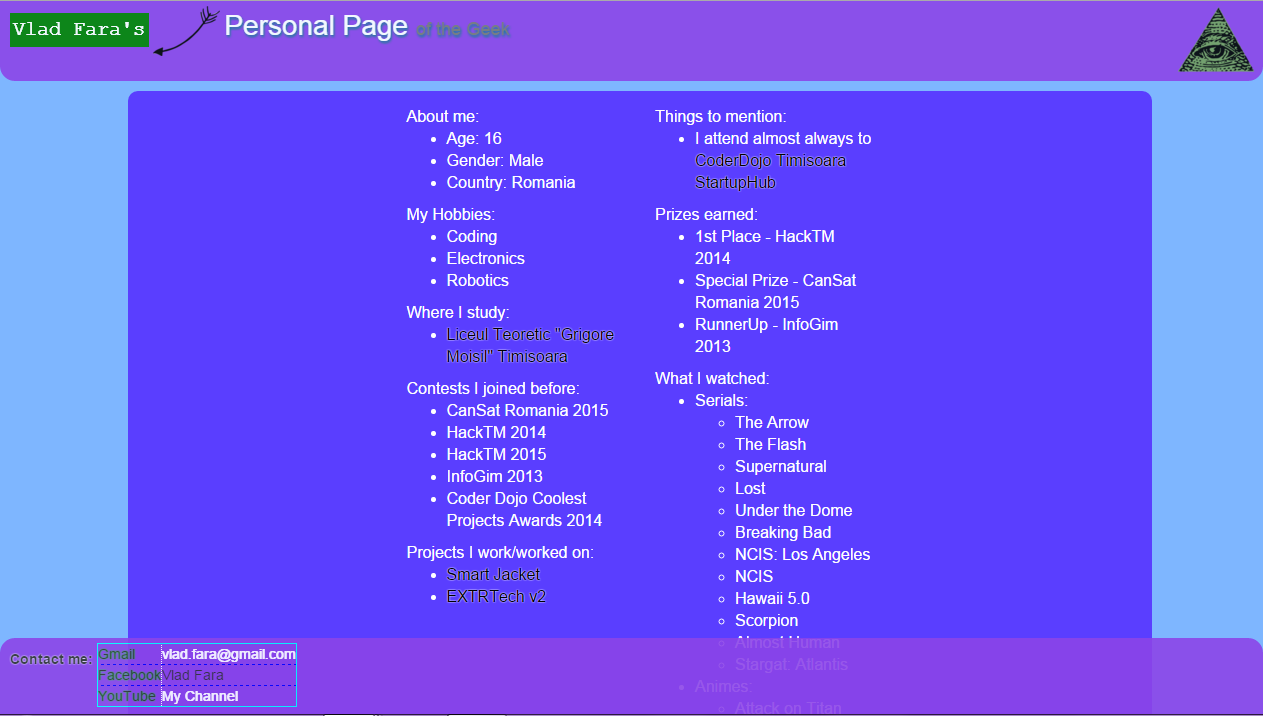 Vlad Fara's
Personal Page of the Geek
About me:
Age: 16
Gender: Male
Country: Romania
My Hobbies:
Coding
Electronics
Robotics
Where I study:
Liceul Teoretic "Grigore
Moisil" Timisoara
Contests I joined before:
CanSat Romania 2015
HackTM 2014
HackTM 2015
InfoGim 2013
Coder Dojo Coolest
Projects Awards 2014
Projects I work/worked on:
Smart Jacket
EXTRTech v2
Things to mention:
I attend almost always to
CoderDojo Timisoara
StartupHub
Prizes earned:
1st Place - HackTM
2014
Special Prize - CanSat
Romania 2015
RunnerUp - InfoGim
2013
What I watched:
Serials:
The Arrow
The Flash
Supernatural
Lost
Under the Dome
Breaking Bad
NCIS: Los Angeles
NCIS
Hawaii 5.0
Scorpion
Almost Human
Stargat: Atlantis
Animes:
Attack on Titan
Contact me:
Gmail vlad.fara@gmail.com
Facebook Vlad Fara
YouTube My Channel